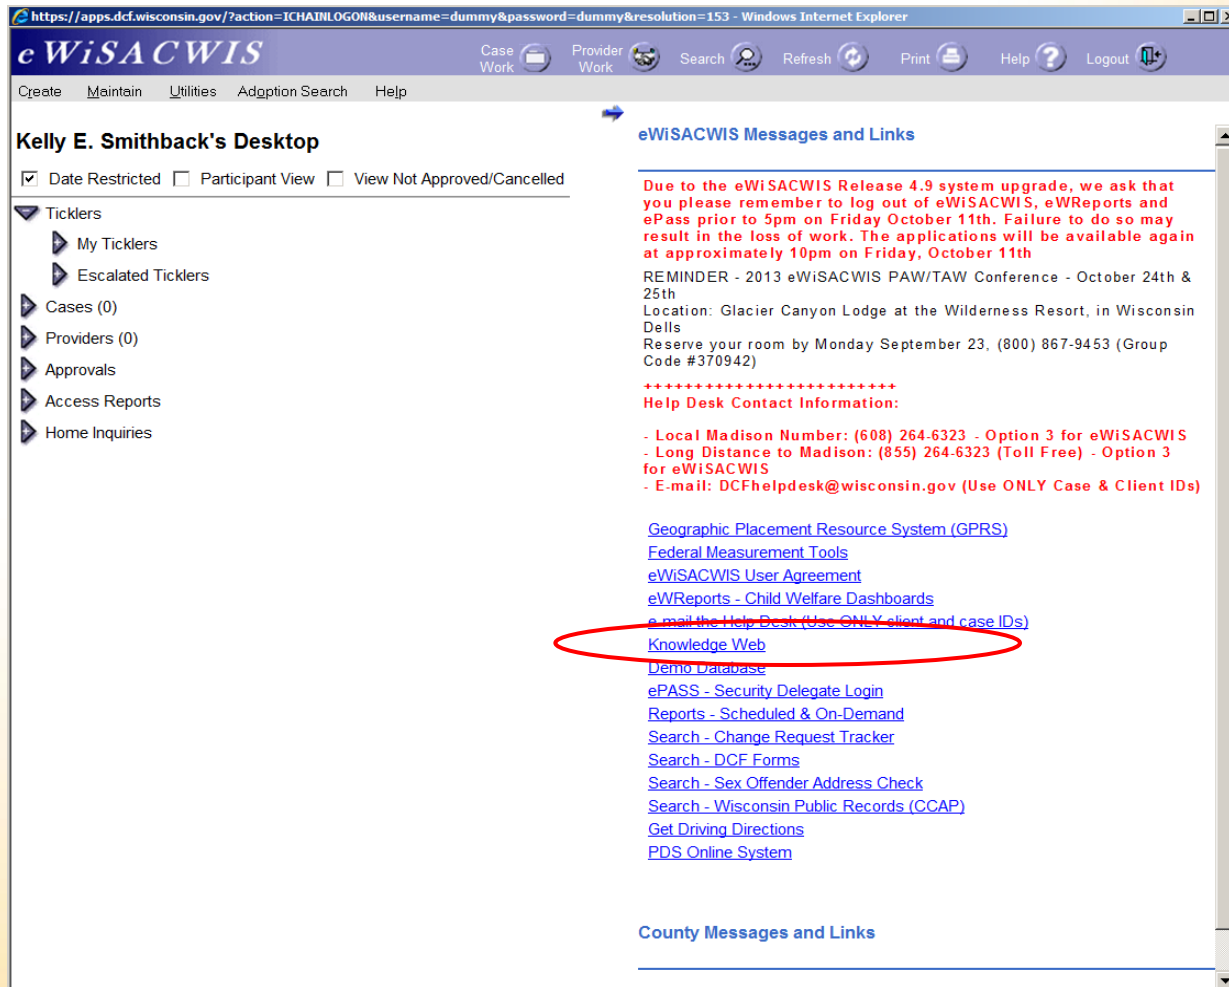 https://apps.dcf.wisconsin.gov/?action=ICHAINLOGON&username=dummy&password=dummy&resolution=153 - Windows Internet Explorer
eWiSACWIS
Case Work
Provider Work
Search
Refresh
Print
Help
Logout
Create Maintain Utilities Adoption Search Help
Kelly E. Smithback's Desktop
Date Restricted Participant View View Not Approved/Cancelled
Ticklers
My Ticklers
Escalated Ticklers
Cases (0)
Providers (0)
Approvals
Access Reports
Home Inquiries
eWiSACWIS Messages and Links
Due to the eWiSACWIS Release 4.9 system upgrade, we ask that
you please remember to log out of eWiSACWIS, eWReports and
ePass prior to 5pm on Friday October 11th. Failure to do so may
result in the loss of work. The applications will be available again
at approximately 10pm on Friday, October 11th
REMINDER - 2013 eWiSACWIS PAW/TAW Conference - October 24th &
25th
Location: Glacier Canyon Lodge at the Wilderness Resort, in Wisconsin
Dells
Reserve your room by Monday September 23, (800) 867-9453 (Group
Code #370942)
+++++++++++++++++++++++++
Help Desk Contact Information:
- Local Madison Number: (608) 264-6323 - Option 3 for eWiSACWIS
- Long Distance to Madison: (855) 264-6323 (Toll Free) - Option 3
for eWiSACWIS
- E-mail: DCFhelpdesk@wisconsin.gov (Use ONLY Case & Client IDs)
Geographic Placement Resource System (GPRS)
Federal Measurement Tools
eWiSACWIS User Agreement
eWReports - Child Welfare Dashboards
e-mail the Help Desk (Use ONLY client and case IDs)
Knowledge Web
Demo Database
ePASS - Security Delegate Login
Reports - Scheduled & On-Demand
Search - Change Request Tracker
Search - DCF Forms
Search - Sex Offender Address Check
Search - Wisconsin Public Records (CCAP)
Get Driving Directions
PDS Online System
County Messages and Links